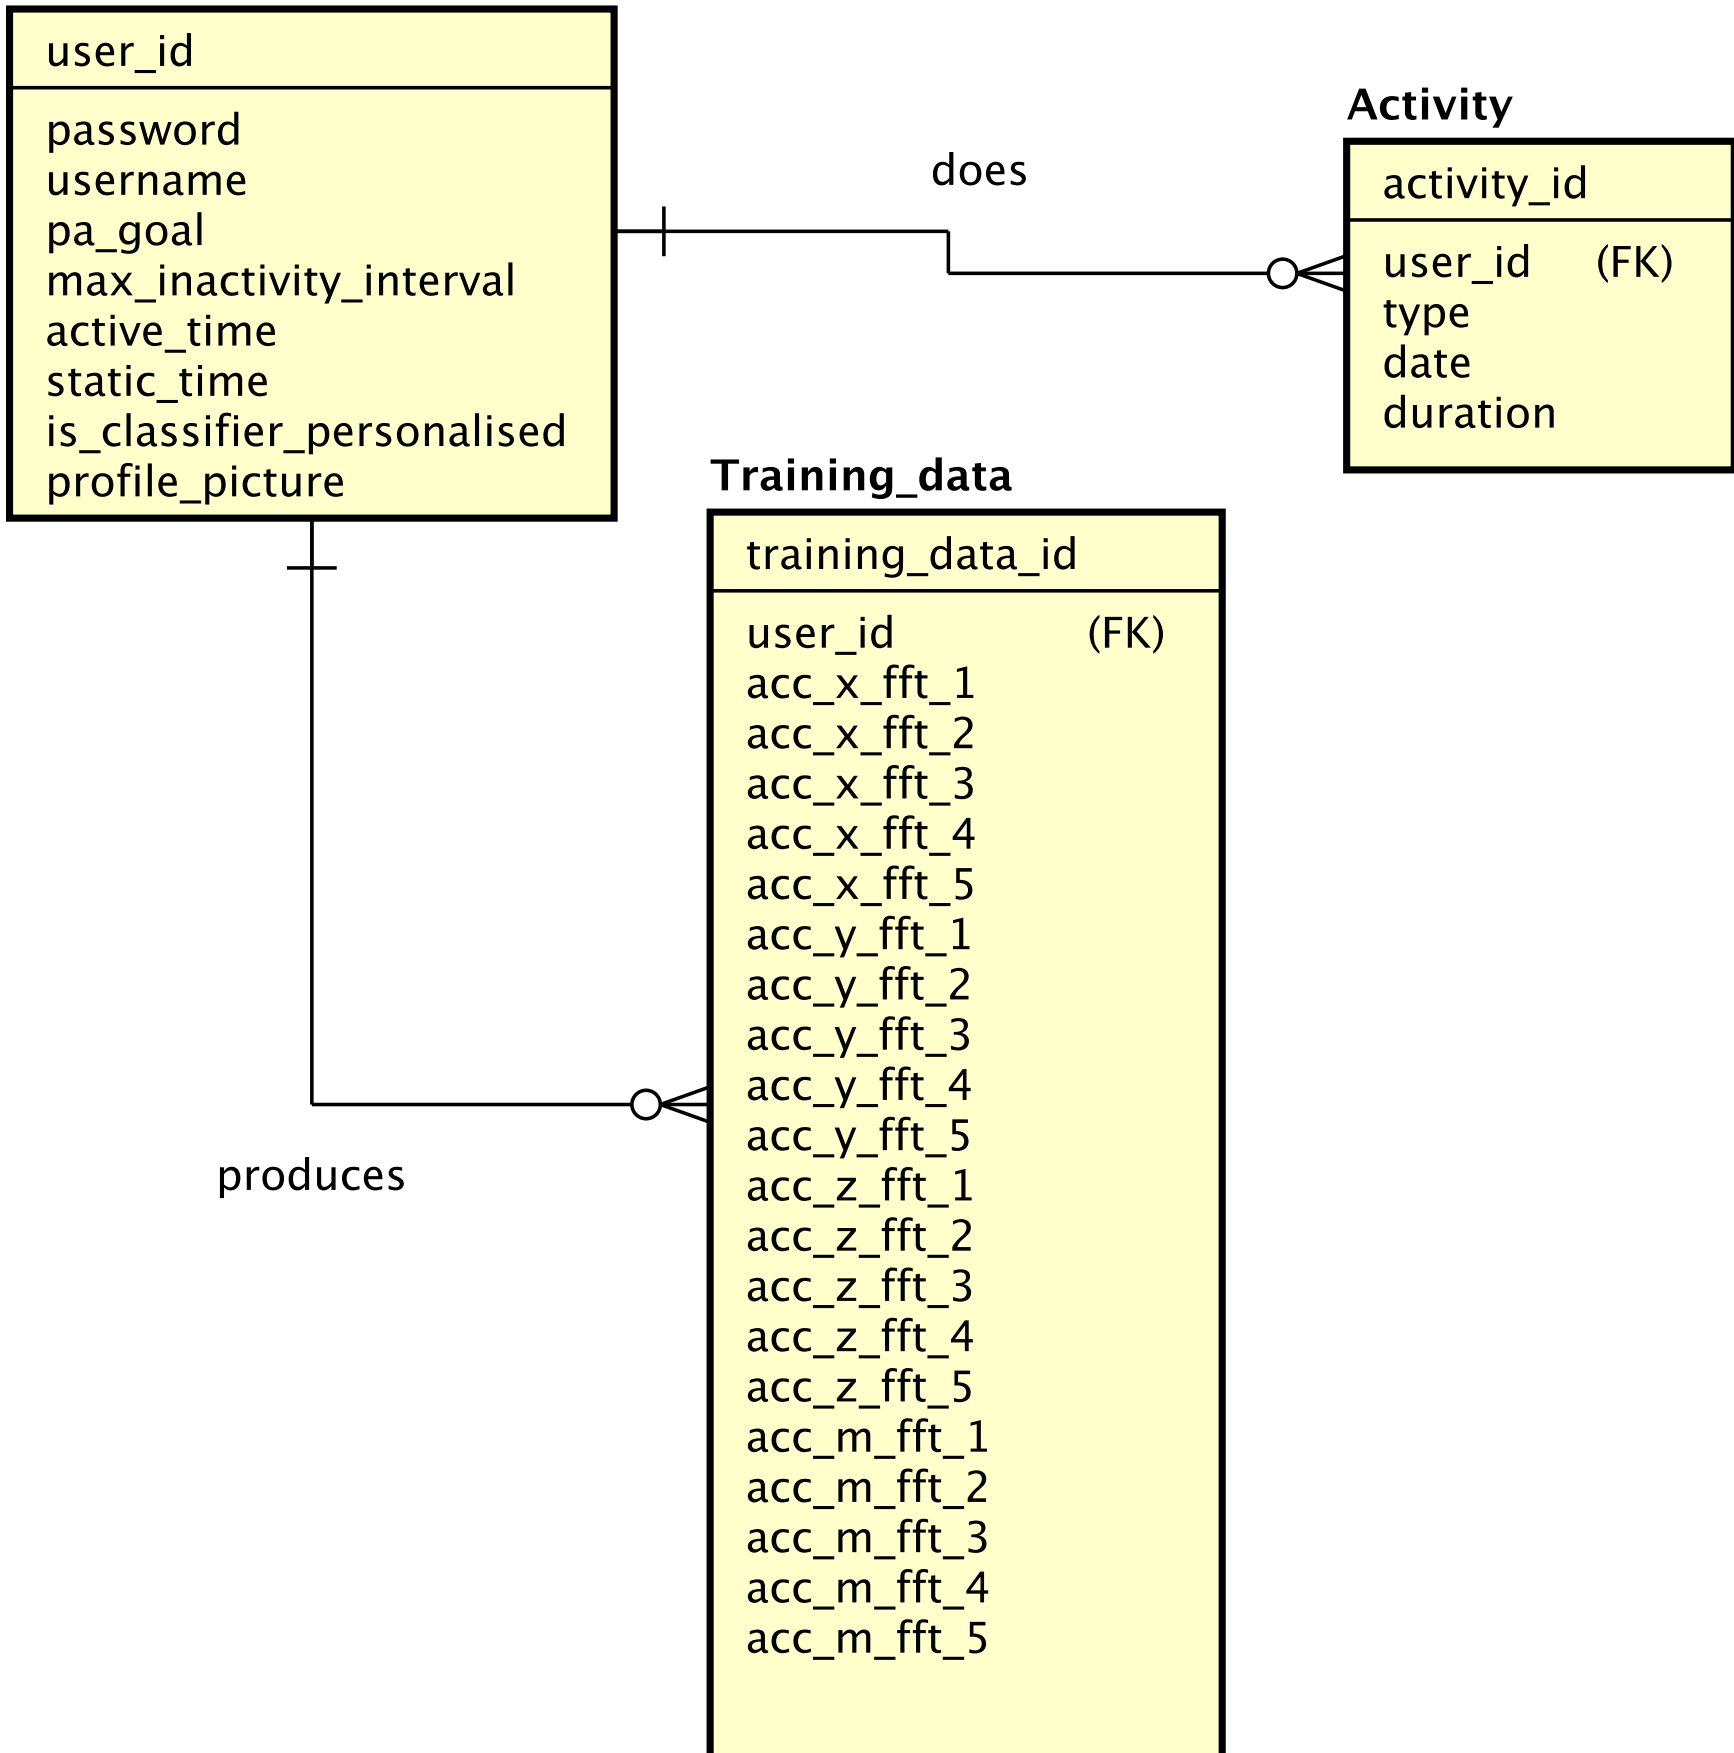 user_id
password
username
pa_goal
max_inactivity_interval
active_time
static_time
is_classifier_personalised
profile_picture
does
Activity
activity_id
user_id (FK)
type
date
duration
produces
Training_data
training_data_id
user_id (FK)
acc_x_fft_1
acc_x_fft_2
acc_x_fft_3
acc_x_fft_4
acc_x_fft_5
acc_y_fft_1
acc_y_fft_2
acc_y_fft_3
acc_y_fft_4
acc_y_fft_5
acc_z_fft_1
acc_z_fft_2
acc_z_fft_3
acc_z_fft_4
acc_z_fft_5
acc_m_fft_1
acc_m_fft_2
acc_m_fft_3
acc_m_fft_4
acc_m_fft_5